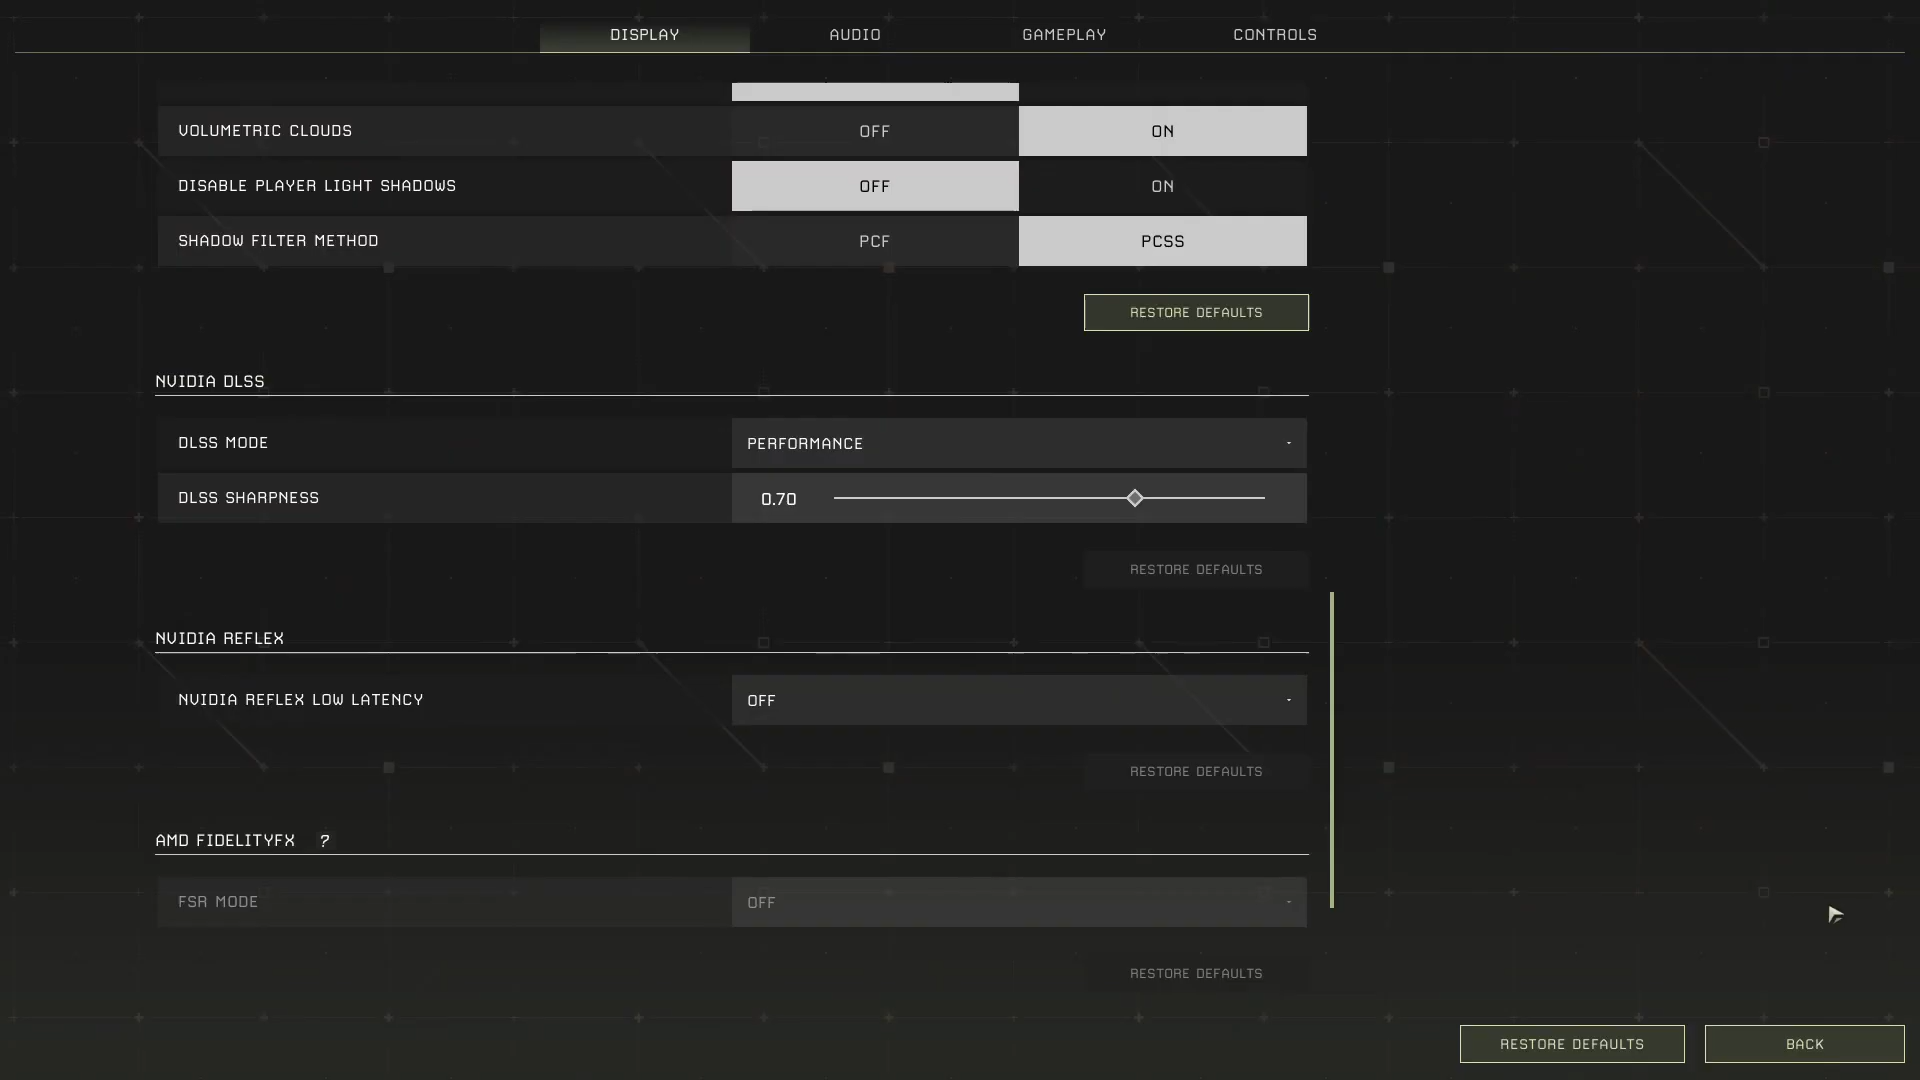 DISPLAY AUDIO GAMEPLAY CONTROLS
VOLUMETRIC CLOUDS OFF ON
DISABLE PLAYER LIGHT SHADOWS OFF ON
SHADOW FILTER METHOD PCF PCSS
RESTORE DEFAULTS
NVIDIA DLSS
DLSS MODE PERFORMANCE
DLSS SHARPNESS 0.70
RESTORE DEFAULTS
NVIDIA REFLEX
NVIDIA REFLEX LOW LATENCY OFF
RESTORE DEFAULTS
AMD FIDELITYFX ?
FSR MODE OFF
RESTORE DEFAULTS
RESTORE DEFAULTS BACK